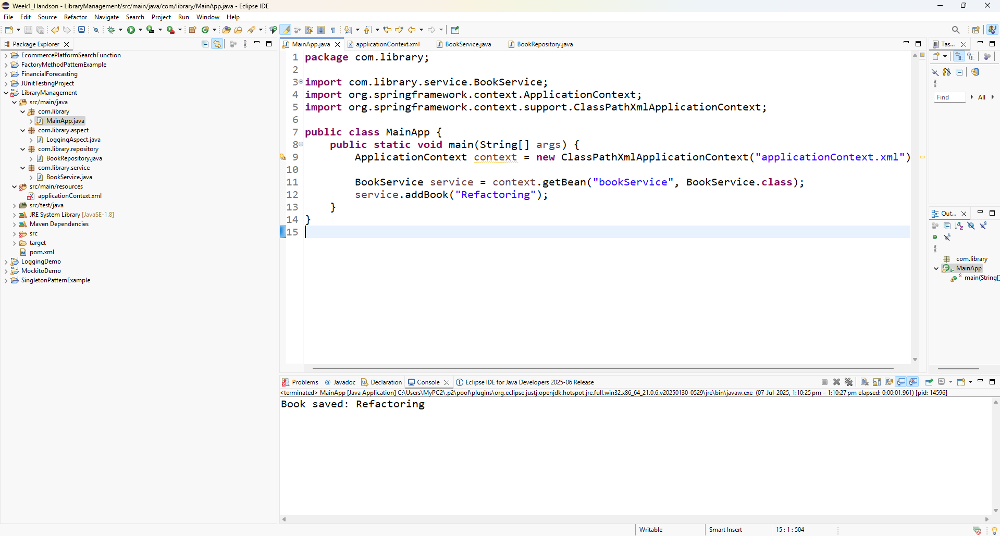 Week1_Handson - LibraryManagement/src/main/java/com/library/MainApp.java - Eclipse IDE
File Edit Source Refactor Navigate Search Project Run Window Help
Package Explorer
EcommercePlatformSearchFunction
FactoryMethodPatternExample
FinancialForecasting
JUnitTestingProject
LibraryManagement
src/main/java
com.library
MainApp.java
com.library.aspect
LoggingAspect.java
com.library.repository
BookRepository.java
com.library.service
BookService.java
src/main/resources
applicationContext.xml
src/test/java
JRE System Library [JavaSE-1.8]
Maven Dependencies
src
target
pom.xml
LoggingDemo
MockitoDemo
SingletonPatternExample
MainApp.java applicationContext.xml BookService.java BookRepository.java
1 package com.library;
2
3 import com.library.service.BookService;
4 import org.springframework.context.ApplicationContext;
5 import org.springframework.context.support.ClassPathXmlApplicationContext;
6
7 public class MainApp {
8 public static void main(String[] args) {
9 ApplicationContext context = new ClassPathXmlApplicationContext("applicationContext.xml")
10
11 BookService service = context.getBean("bookService", BookService.class);
12 service.addBook("Refactoring");
13 }
14 }
15
Tas...
Find All
Out...
com.library
MainApp
main(String[]
Problems Javadoc Declaration Console Eclipse IDE for Java Developers 2025-06 Release
<terminated> MainApp [Java Application] C:\Users\MyPC2\.p2\pool\plugins\org.eclipse.justj.openjdk.hotspot.jre.full.win32.x86_64_21.0.6.v20250130-0529\jre\bin\javaw.exe (07-Jul-2025, 1:10:25 pm – 1:10:27 pm elapsed: 0:00:01.961) [pid: 14596]
Book saved: Refactoring
Writable Smart Insert 15 : 1 : 504